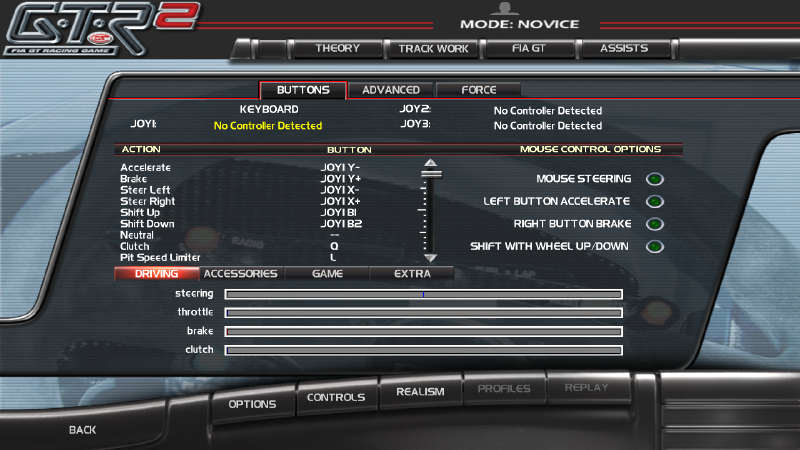 GTR2
FIA GT RACING GAME
MODE: NOVICE
THEORY TRACK WORK FIA GT ASSISTS
BUTTONS ADVANCED FORCE
KEYBOARD JOY2: No Controller Detected
JOY1: No Controller Detected JOY3: No Controller Detected
ACTION BUTTON MOUSE CONTROL OPTIONS
Accelerate JOY1 Y-
Brake JOY1 Y+ MOUSE STEERING
Steer Left JOY1 X-
Steer Right JOY1 X+ LEFT BUTTON ACCELERATE
Shift Up JOY1 B1
Shift Down JOY1 B2 RIGHT BUTTON BRAKE
Neutral --
Clutch Q SHIFT WITH WHEEL UP/DOWN
Pit Speed Limiter L
DRIVING ACCESSORIES GAME EXTRA
steering
throttle
brake
clutch
BACK OPTIONS CONTROLS REALISM PROFILES REPLAY